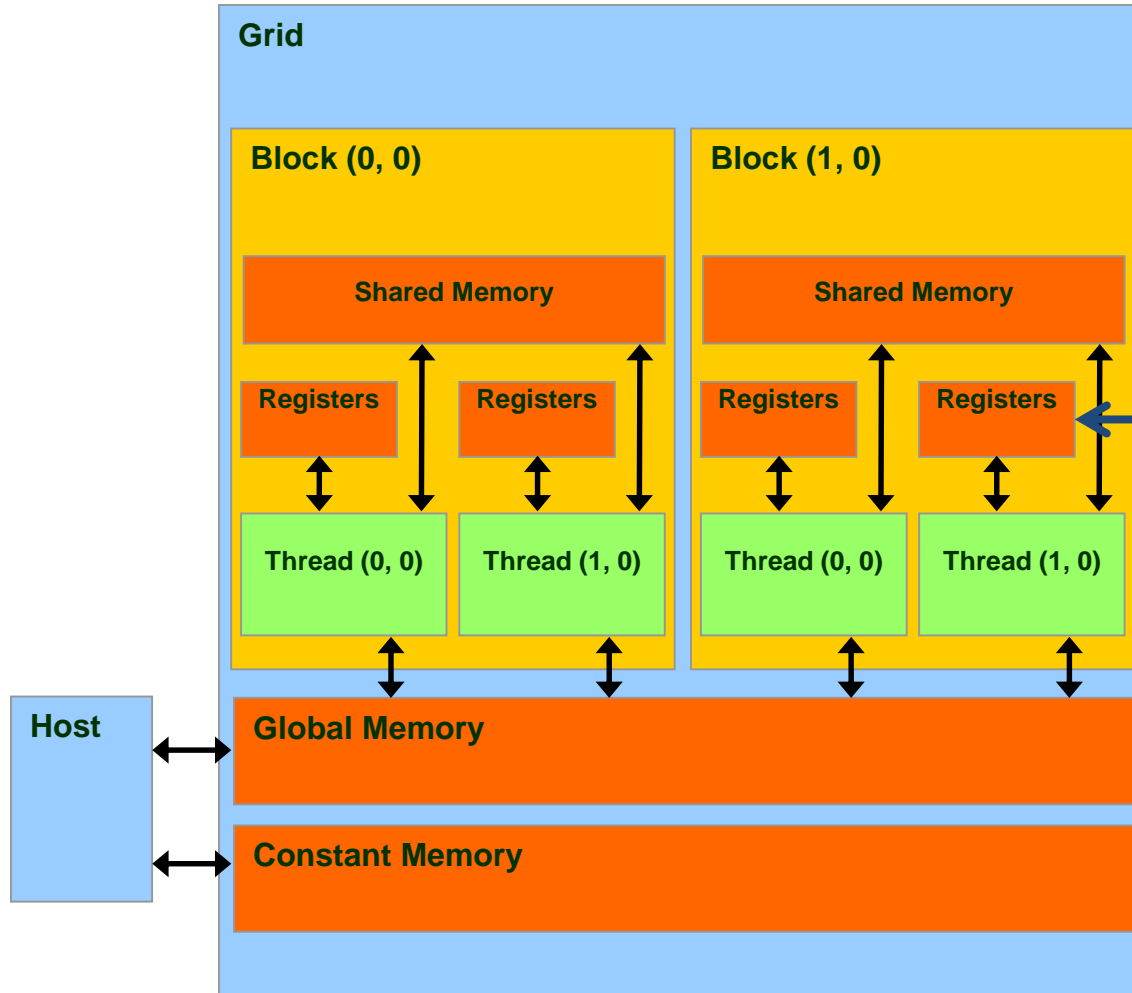 Grid
Block (0, 0)
Block (1, 0)
Shared Memory
Shared Memory
Registers
Registers
Registers
Registers
Thread (0, 0)
Thread (1, 0)
Thread (0, 0)
Thread (1, 0)
Host
Global Memory
Constant Memory